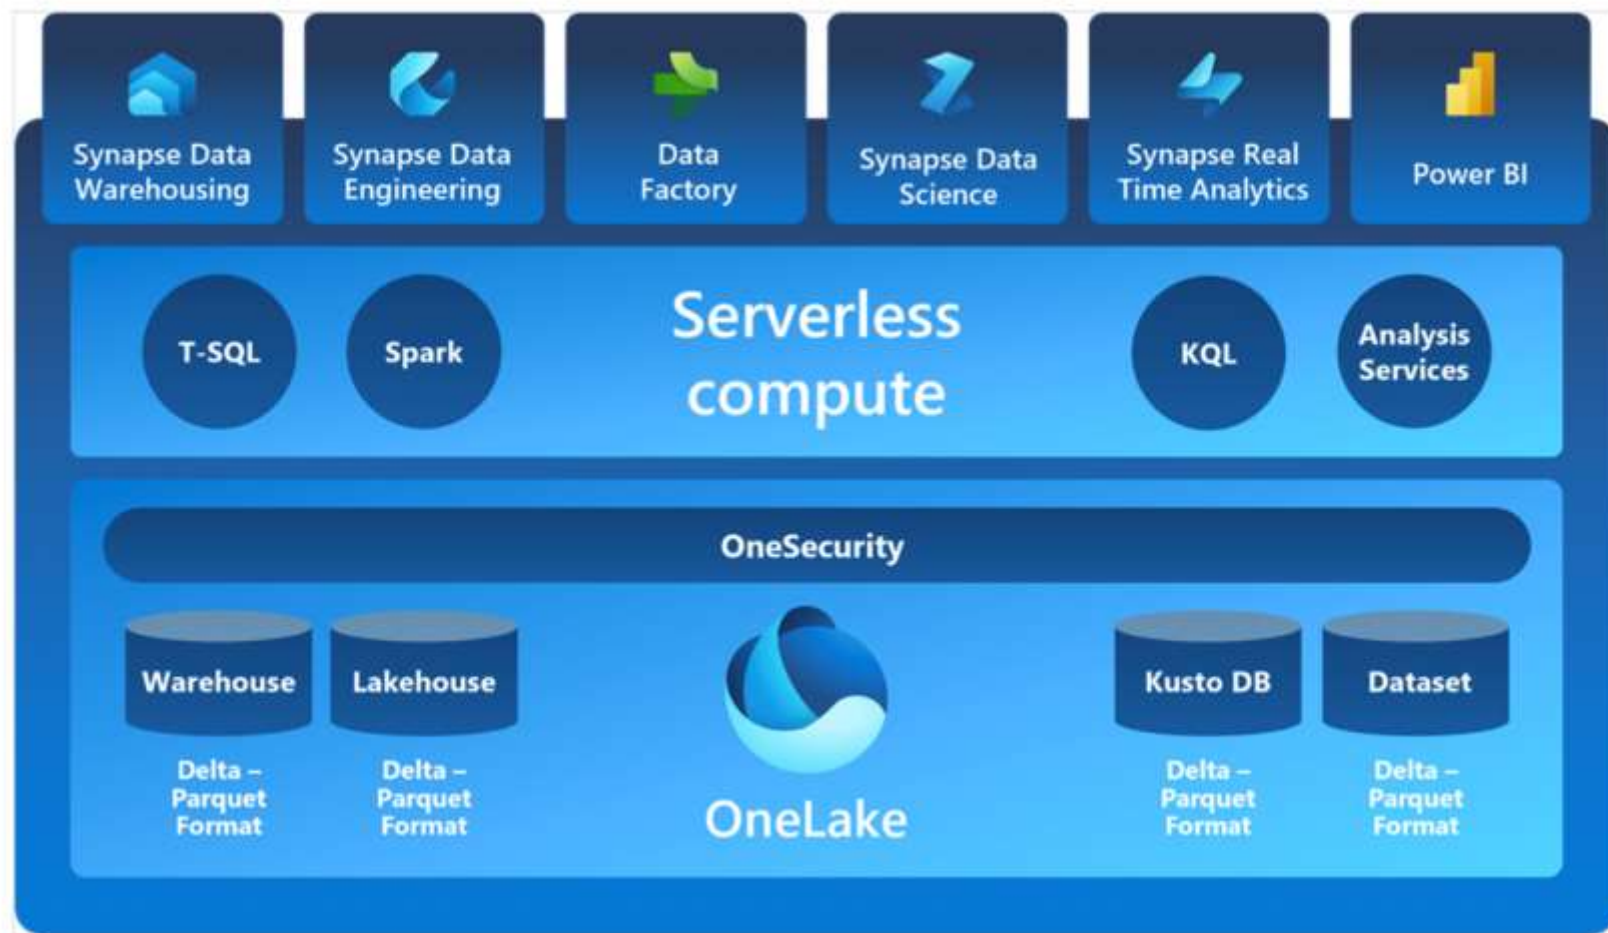 Synapse Data
Warehousing
Synapse Data
Engineering
Data
Factory
Synapse Data
Science
Synapse Real
Time Analytics
Power BI
T-SQL
Spark
Serverless
compute
KQL
Analysis
Services
OneSecurity
Warehouse
Lakehouse
Kusto DB
Dataset
Delta –
Parquet
Format
Delta –
Parquet
Format
OneLake
Delta –
Parquet
Format
Delta –
Parquet
Format